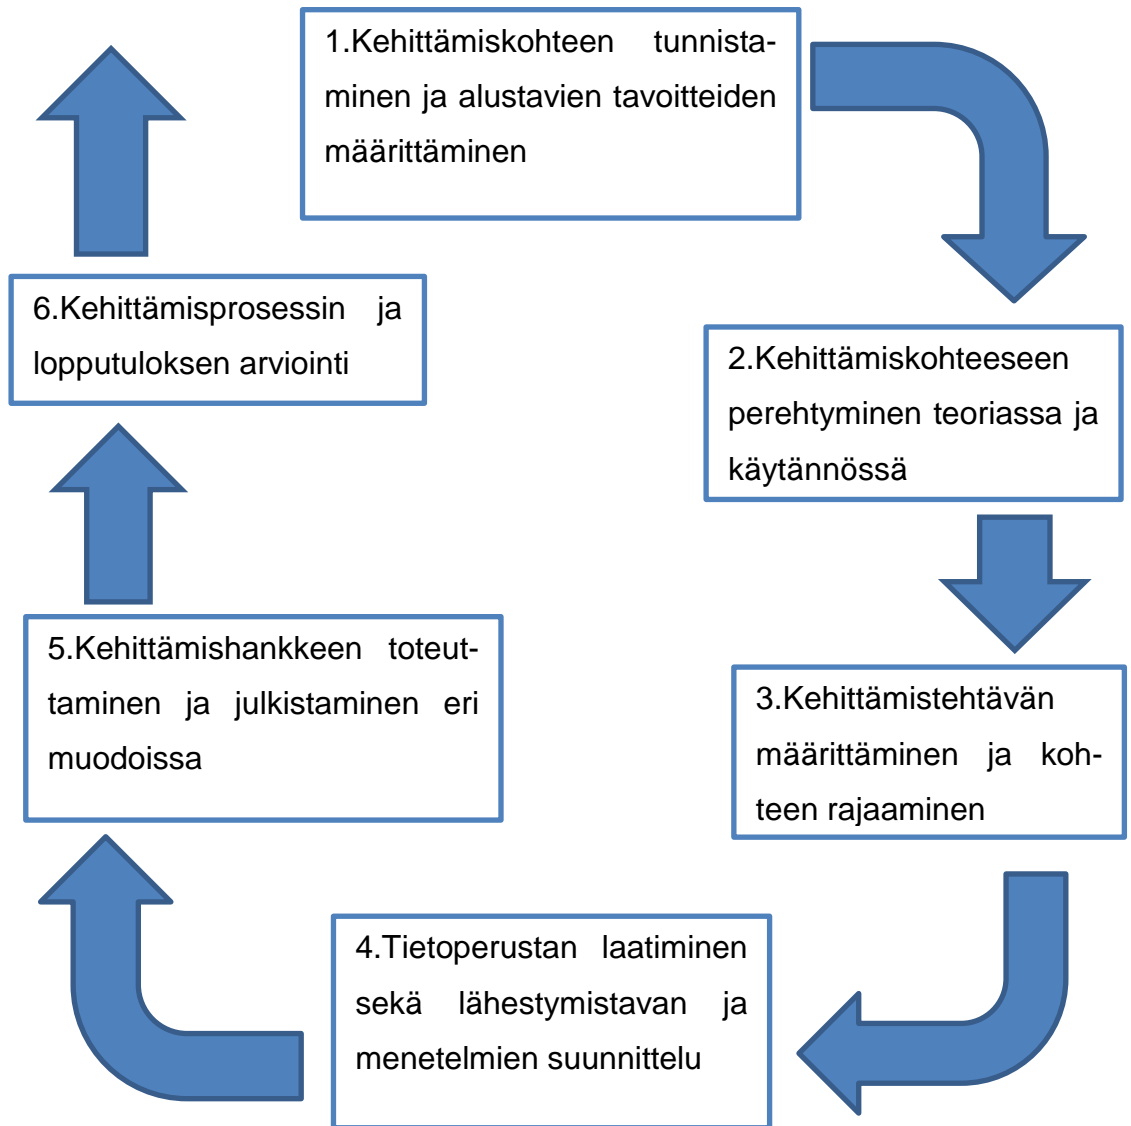 1.Kehittämiskohteen tunnista-
minen ja alustavien tavoitteiden
määrittäminen
2.Kehittämiskohteeseen
perehtyminen teoriassa ja
käytännössä
3.Kehittämistehtävän
määrittäminen ja koh-
teen rajaaminen
4.Tietoperustan laatiminen
sekä lähestymistavan ja
menetelmien suunnittelu
5.Kehittämishankkeen toteut-
taminen ja julkistaminen eri
muodoissa
6.Kehittämisprosessin ja
lopputuloksen arviointi